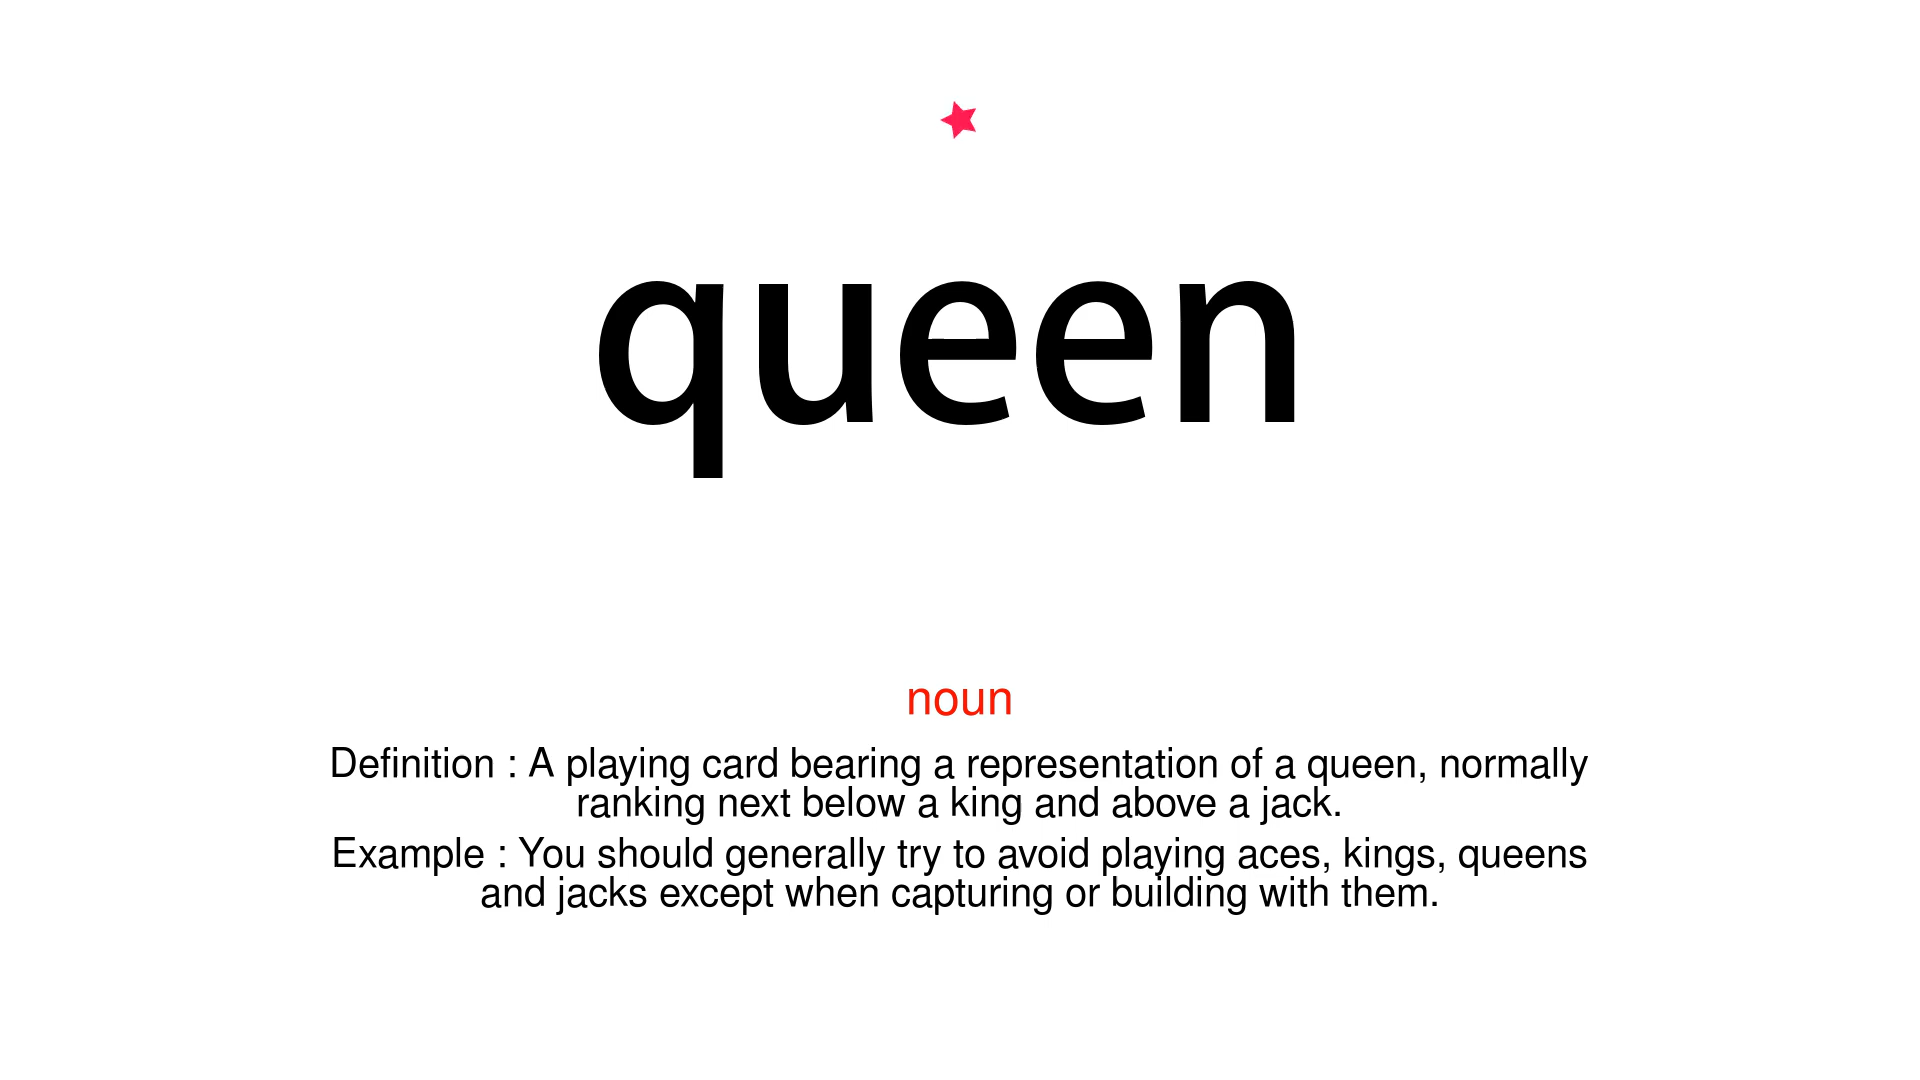 queen
noun
Definition : A playing card bearing a representation of a queen, normally
ranking next below a king and above a jack.
Example : You should generally try to avoid playing aces, kings, queens
and jacks except when capturing or building with them.